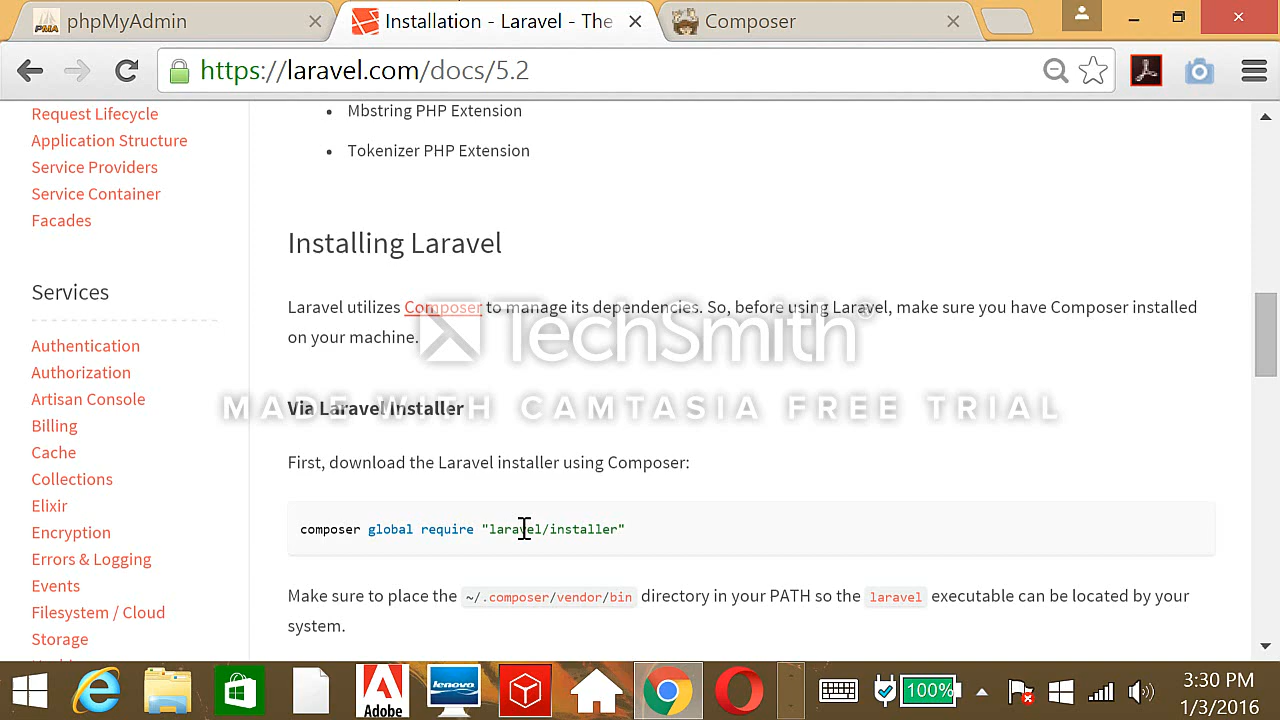 phpMyAdmin
Installation - Laravel - The
Composer
https://laravel.com/docs/5.2
Request Lifecycle
Application Structure
Service Providers
Service Container
Facades
Services
Authentication
Authorization
Artisan Console
Billing
Cache
Collections
Elixir
Encryption
Errors & Logging
Events
Filesystem / Cloud
Storage
Mbstring PHP Extension
Tokenizer PHP Extension
Installing Laravel
Laravel utilizes Composer to manage its dependencies. So, before using Laravel, make sure you have Composer installed
on your machine.
TechSmith®
MADE WITH CAMTASIA FREE TRIAL
Via Laravel Installer
First, download the Laravel installer using Composer:
composer global require "laravel/installer"
Make sure to place the ~/.composer/vendor/bin directory in your PATH so the laravel executable can be located by your
system.
Adobe
lenovo
100%
3:30 PM
1/3/2016